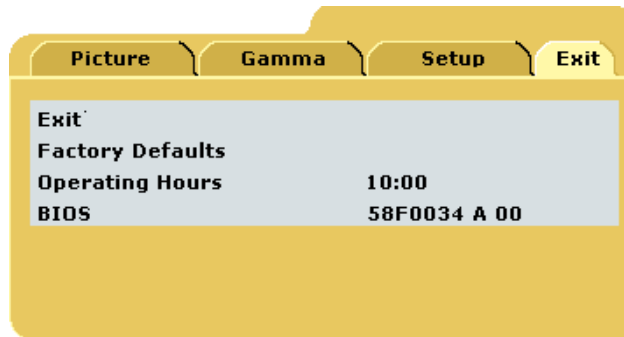 Picture Gamma Setup Exit
Exit
Factory Defaults
Operating Hours 10:00
BIOS 58F0034 A 00